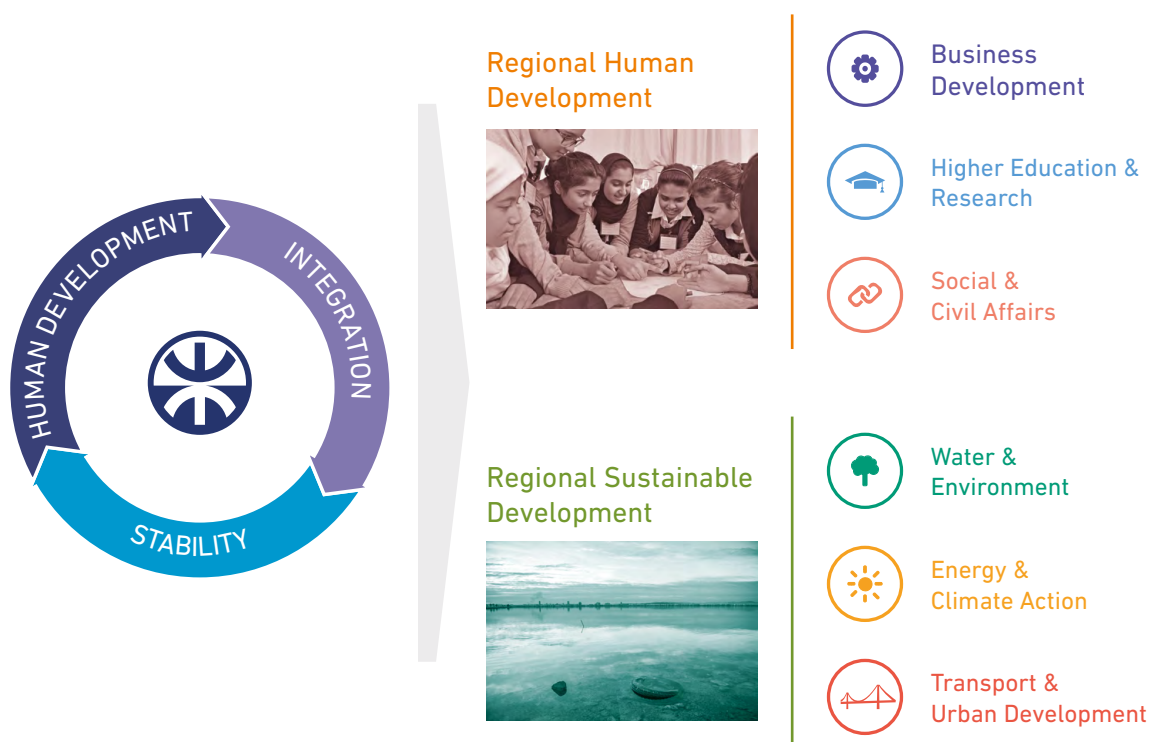 HUMAN DEVELOPMENT
INTEGRATION
STABILITY
Regional Human
Development
Business
Development
Higher Education &
Research
Social &
Civil Affairs
Regional Sustainable
Development
Water &
Environment
Energy &
Climate Action
Transport &
Urban Development